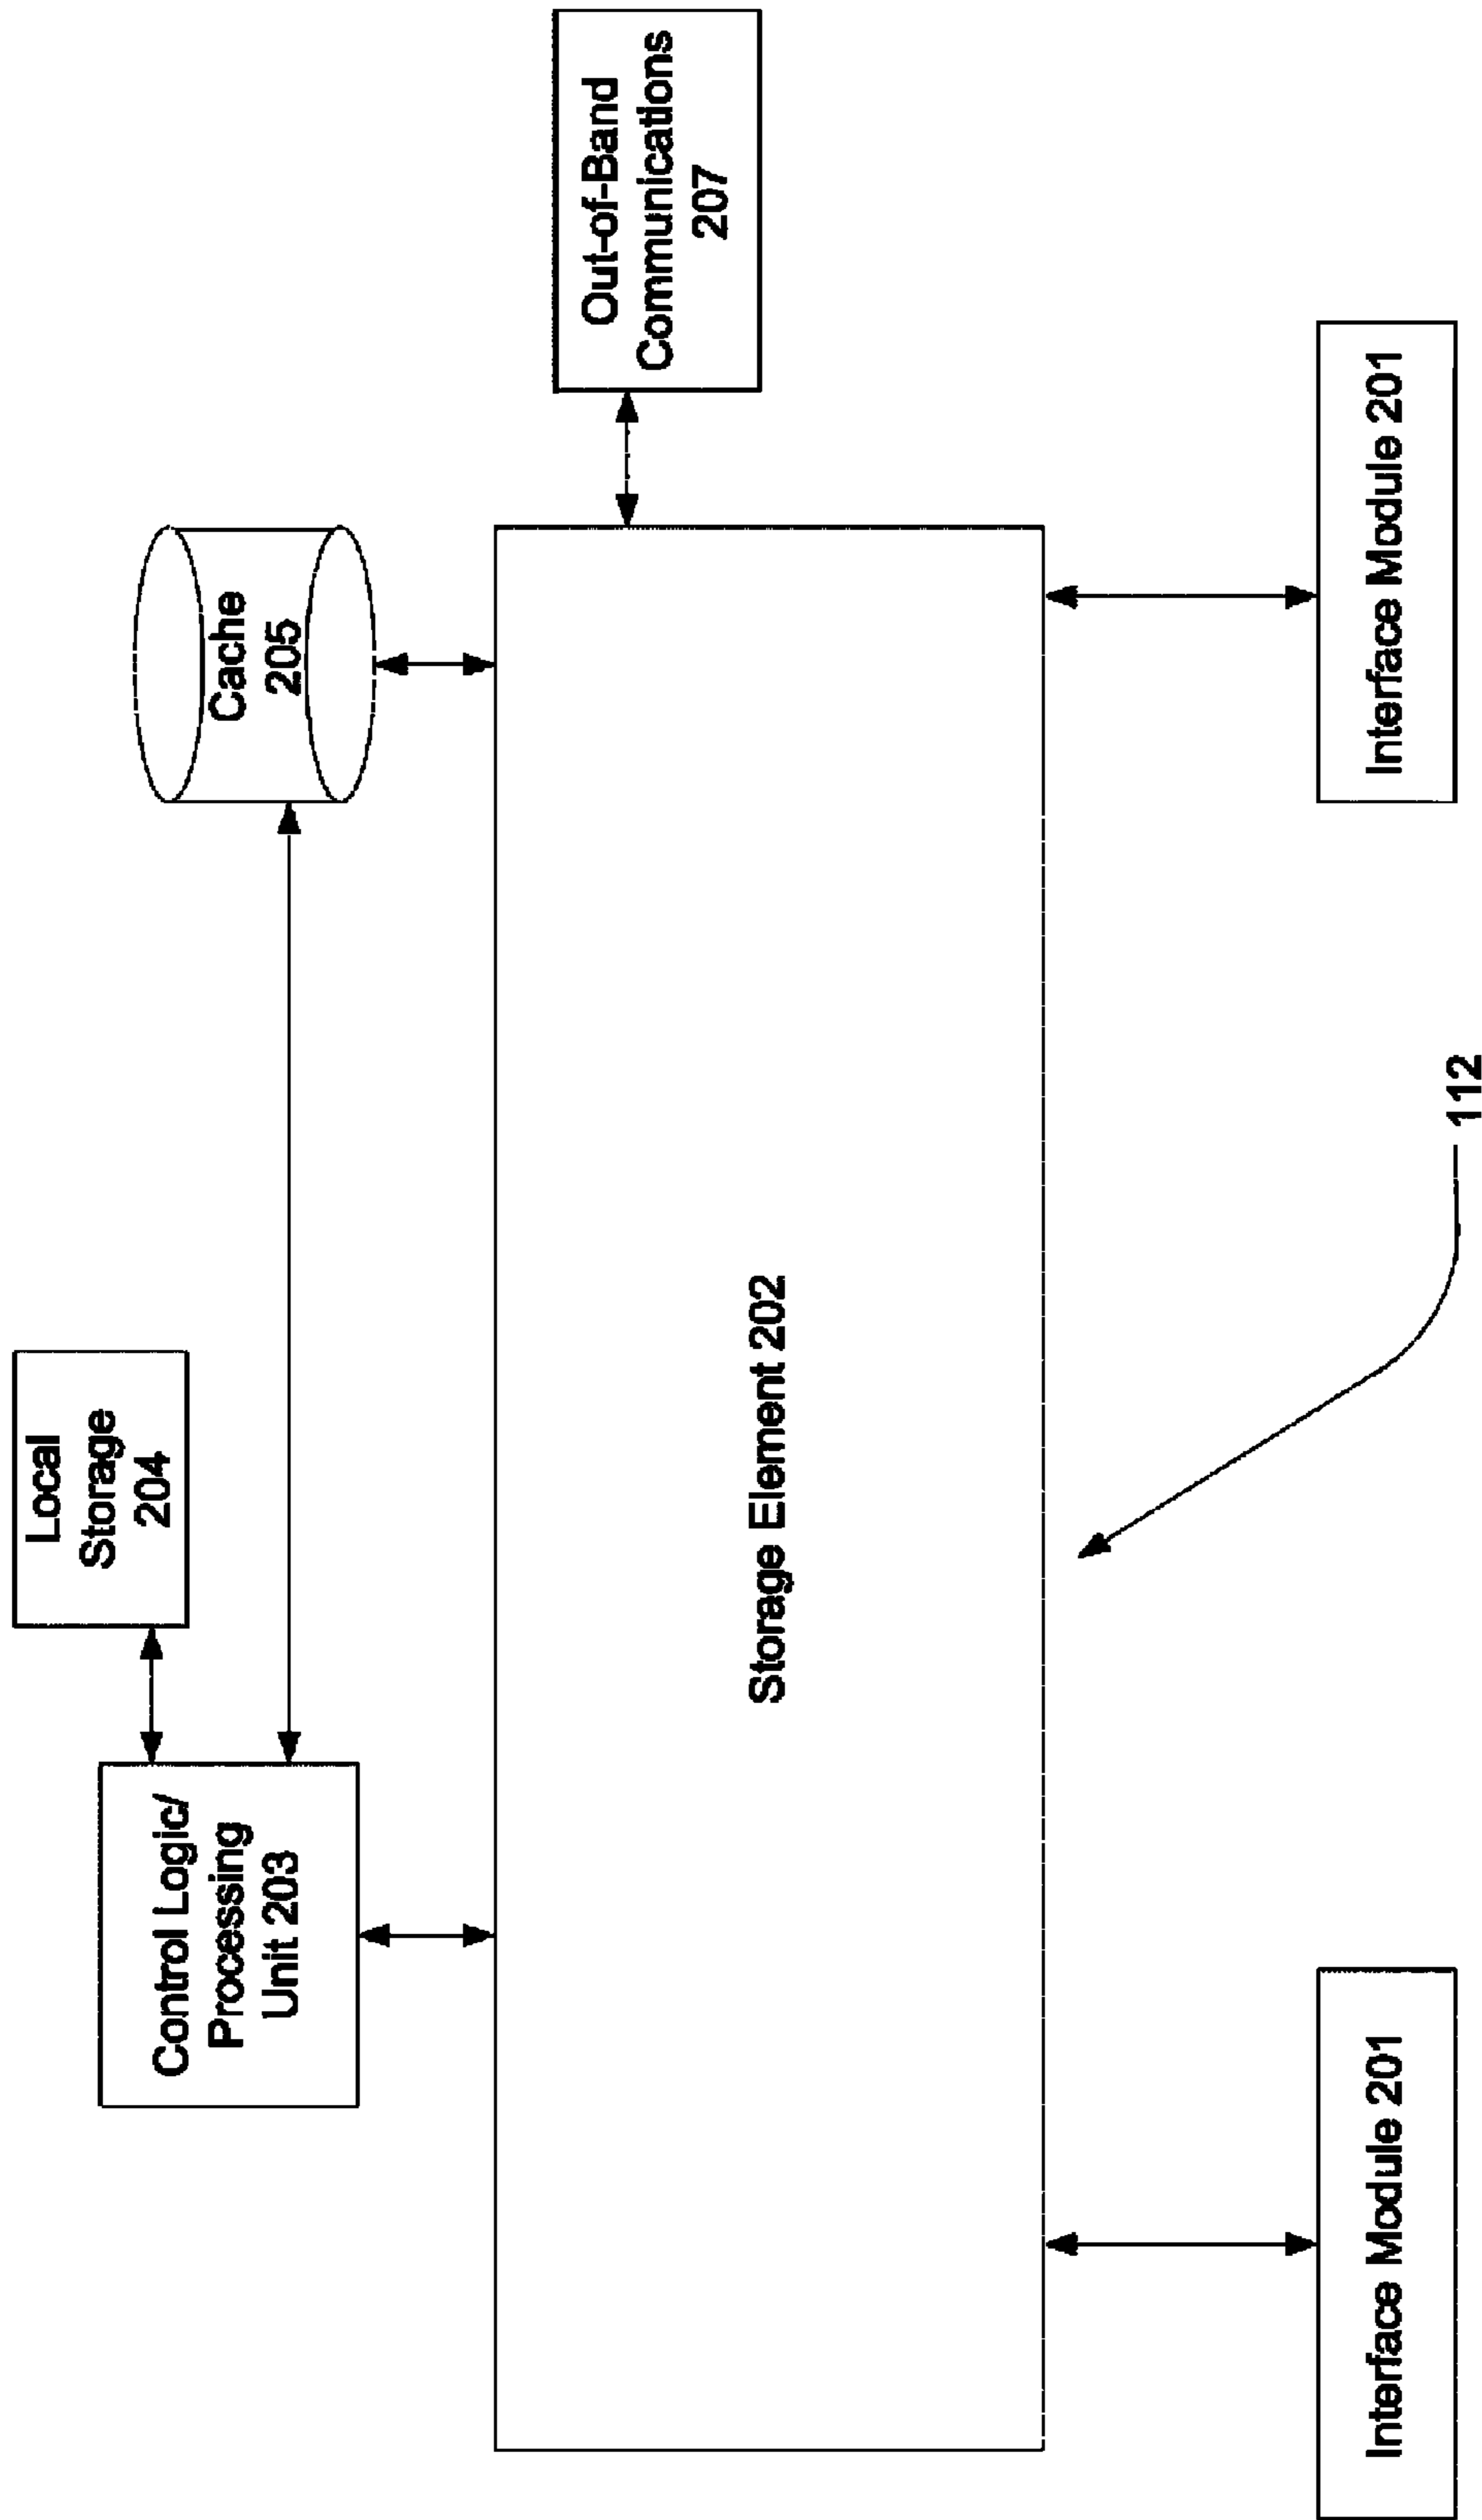 Local
Storage
204
Control Logic/
Processing
Unit 203
Cache
205
Out-of-Band
Communications
207
Storage Element 202
Interface Module 201
112
Interface Module 201